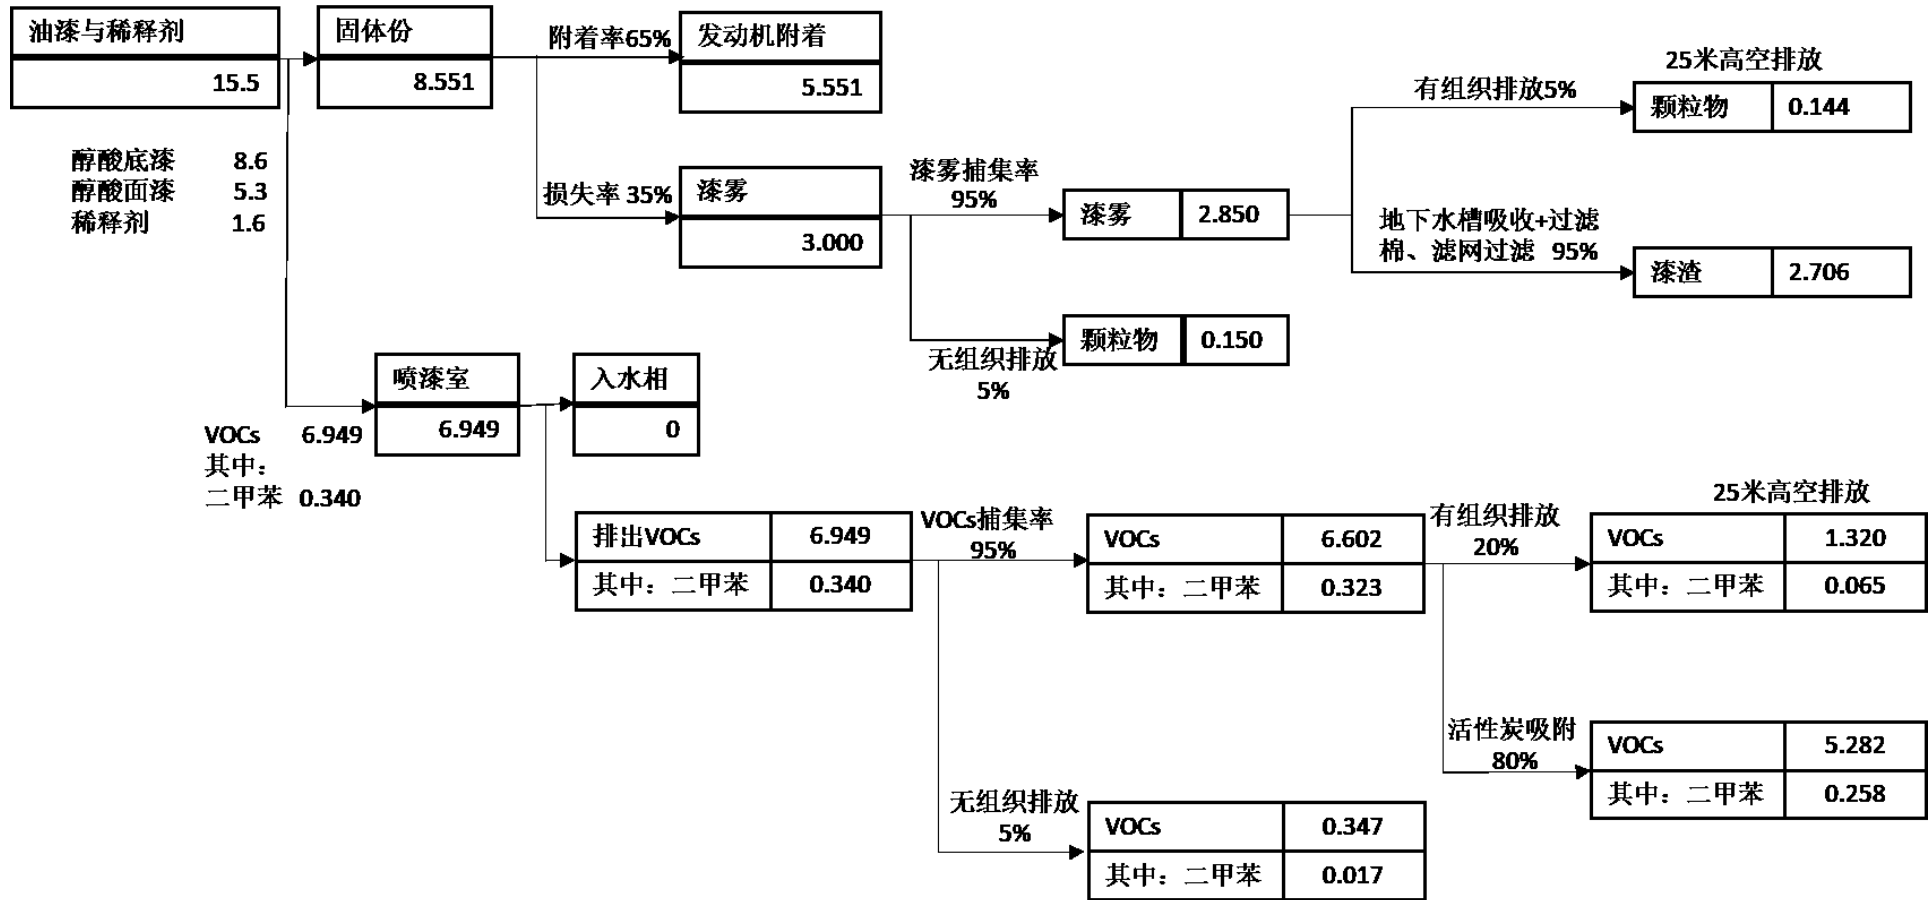 油漆与稀释剂
15.5
固体份
8.551
附着率65%
发动机附着
5.551
醇酸底漆 8.6
醇酸面漆 5.3
稀释剂 1.6
损失率 35%
漆雾
3.000
漆雾捕集率
95%
漆雾 2.850
有组织排放5%
25米高空排放
颗粒物 0.144
地下水槽吸收+过滤
棉、滤网过滤 95%
漆渣 2.706
颗粒物 0.150
无组织排放
5%
喷漆室
6.949
入水相
0
VOCs 6.949
其中：
二甲苯 0.340
排出VOCs 6.949
其中：二甲苯 0.340
VOCs捕集率
95%
VOCs 6.602
其中：二甲苯 0.323
有组织排放
20%
25米高空排放
VOCs 1.320
其中：二甲苯 0.065
活性炭吸附
80%
VOCs 5.282
其中：二甲苯 0.258
无组织排放
5%
VOCs 0.347
其中：二甲苯 0.017